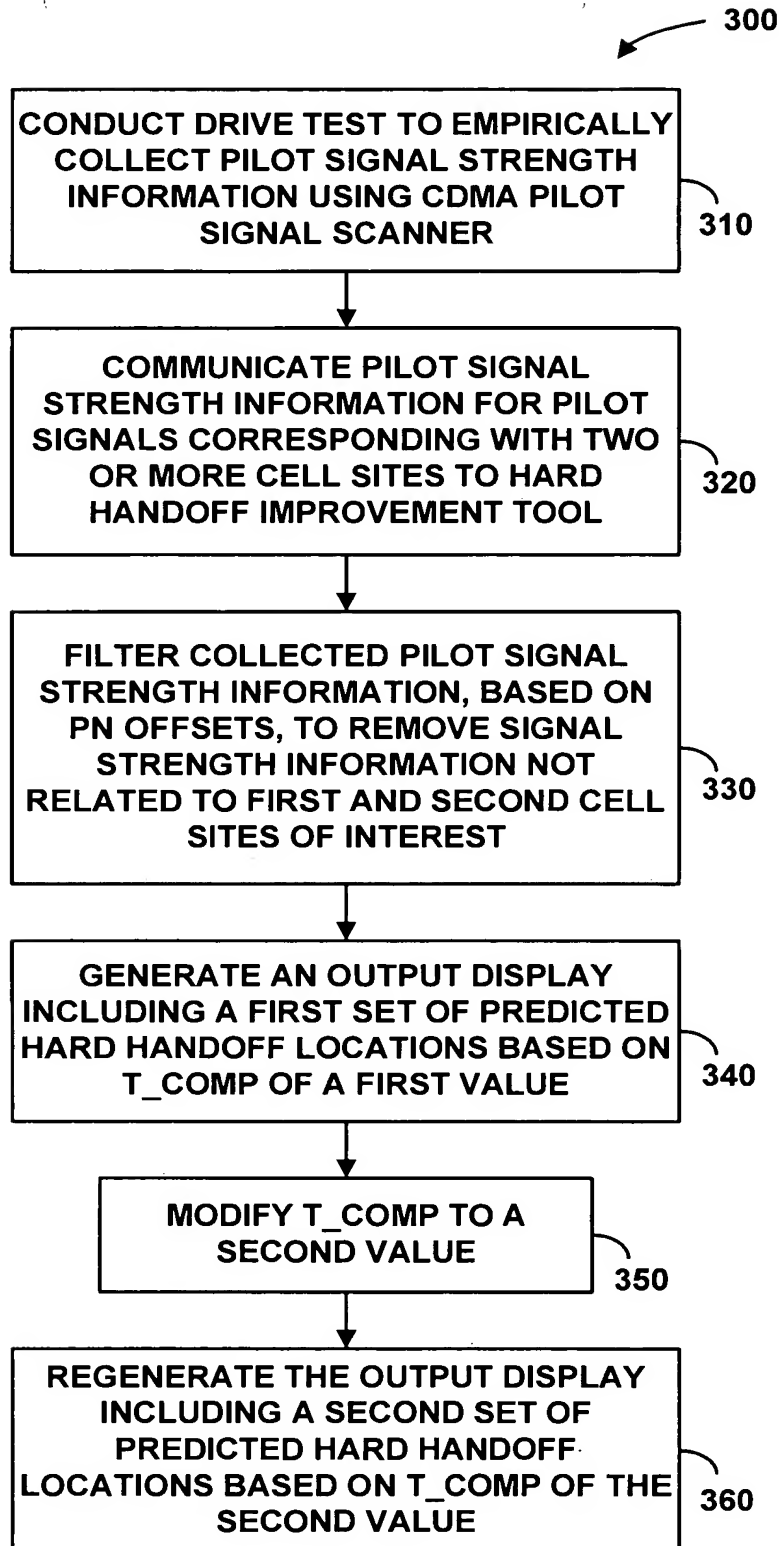 300
CONDUCT DRIVE TEST TO EMPIRICALLY
COLLECT PILOT SIGNAL STRENGTH
INFORMATION USING CDMA PILOT
SIGNAL SCANNER
310
COMMUNICATE PILOT SIGNAL
STRENGTH INFORMATION FOR PILOT
SIGNALS CORRESPONDING WITH TWO
OR MORE CELL SITES TO HARD
HANDOFF IMPROVEMENT TOOL
320
FILTER COLLECTED PILOT SIGNAL
STRENGTH INFORMATION, BASED ON
PN OFFSETS, TO REMOVE SIGNAL
STRENGTH INFORMATION NOT
RELATED TO FIRST AND SECOND CELL
SITES OF INTEREST
330
GENERATE AN OUTPUT DISPLAY
INCLUDING A FIRST SET OF PREDICTED
HARD HANDOFF LOCATIONS BASED ON
T_COMP OF A FIRST VALUE
340
MODIFY T_COMP TO A
SECOND VALUE
350
REGENERATE THE OUTPUT DISPLAY
INCLUDING A SECOND SET OF
PREDICTED HARD HANDOFF
LOCATIONS BASED ON T_COMP OF THE
SECOND VALUE
360